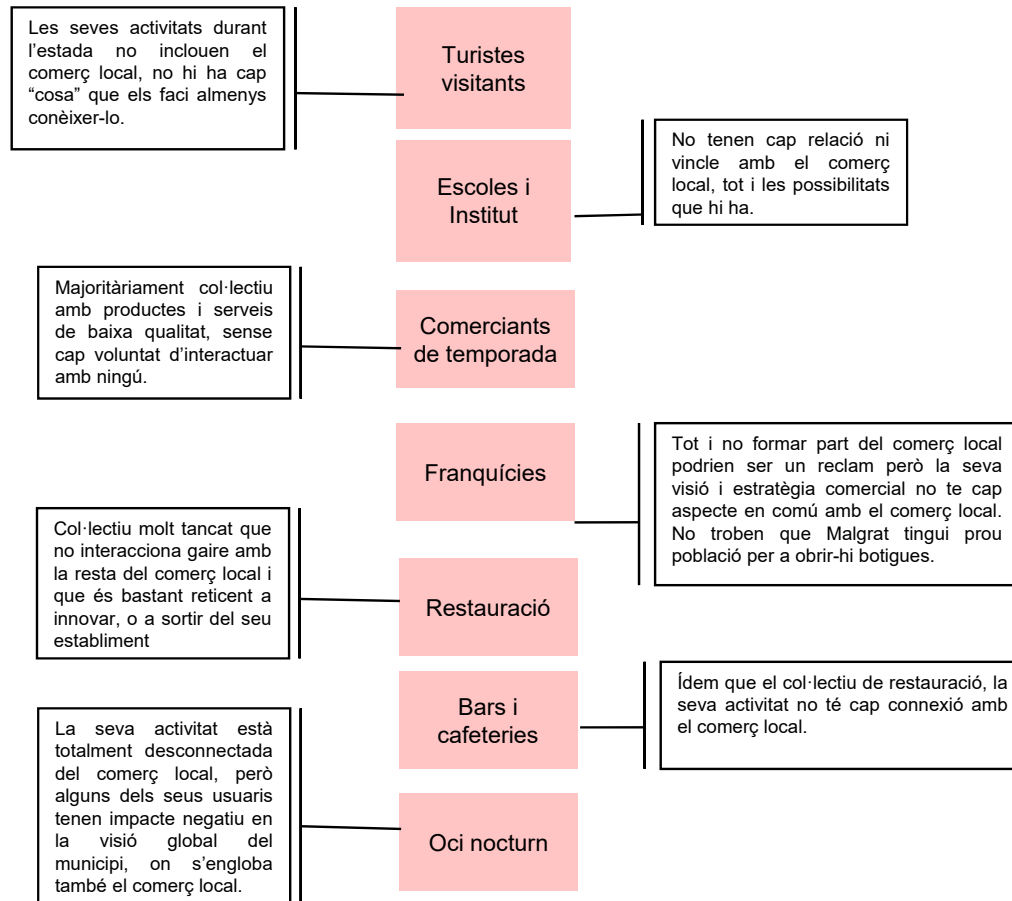 Les seves activitats durant
l’estada no inclouen el
comerç local, no hi ha cap
“cosa” que els faci almenys
conèixer-lo.
Turistes
visitants
Escoles i
Institut
No tenen cap relació ni
vincle amb el comerç
local, tot i les possibilitats
que hi ha.
Majoritàriament col·lectiu
amb productes i serveis
de baixa qualitat, sense
cap voluntat d’interactuar
amb ningú.
Comerciants
de temporada
Franquícies
Tot i no formar part del comerç local
podrien ser un reclam però la seva
visió i estratègia comercial no te cap
aspecte en comú amb el comerç local.
No troben que Malgrat tingui prou
població per a obrir-hi botigues.
Col·lectiu molt tancat que
no interacciona gaire amb
la resta del comerç local i
que és bastant reticent a
innovar, o a sortir del seu
establiment
Restauració
Bars i
cafeteries
Ídem que el col·lectiu de restauració, la
seva activitat no té cap connexió amb
el comerç local.
La seva activitat està
totalment desconnectada
del comerç local, però
alguns dels seus usuaris
tenen impacte negatiu en
la visió global del
municipi, on s’engloba
també el comerç local.
Oci nocturn